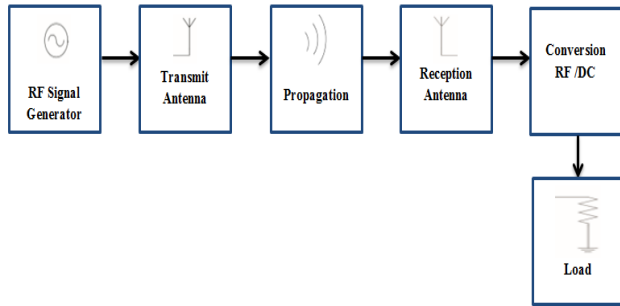 RF Signal
Generator
Transmit
Antenna
Propagation
Reception
Antenna
Conversion
RF /DC
Load